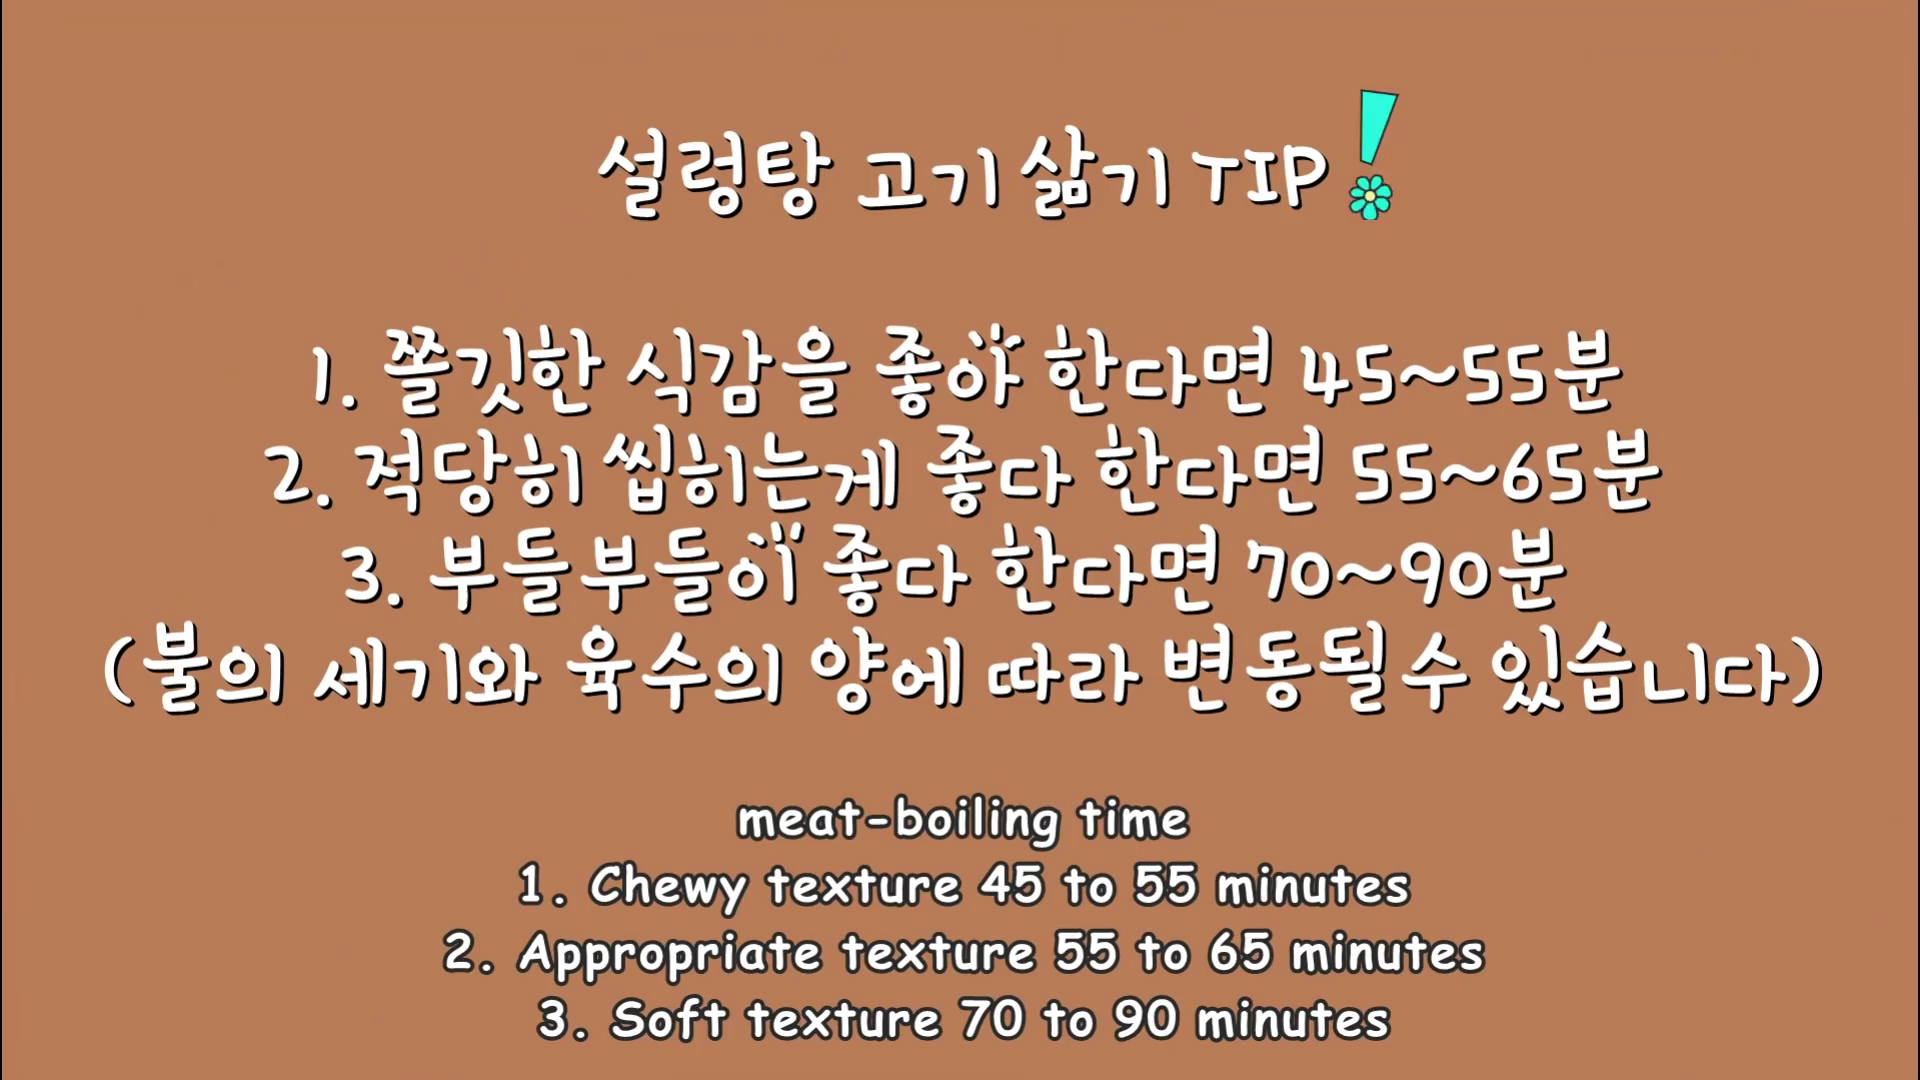 설렁탕 고기 삶기 TIP!
1. 쫄깃한 식감을 좋아 한다면 45~55분
2. 적당히 씹히는게 좋다 한다면 55~65분
3. 부들부들이 좋다 한다면 70~90분
(불의 세기와 육수의 양에 따라 변동될수 있습니다)
meat-boiling time
1. Chewy texture 45 to 55 minutes
2. Appropriate texture 55 to 65 minutes
3. Soft texture 70 to 90 minutes